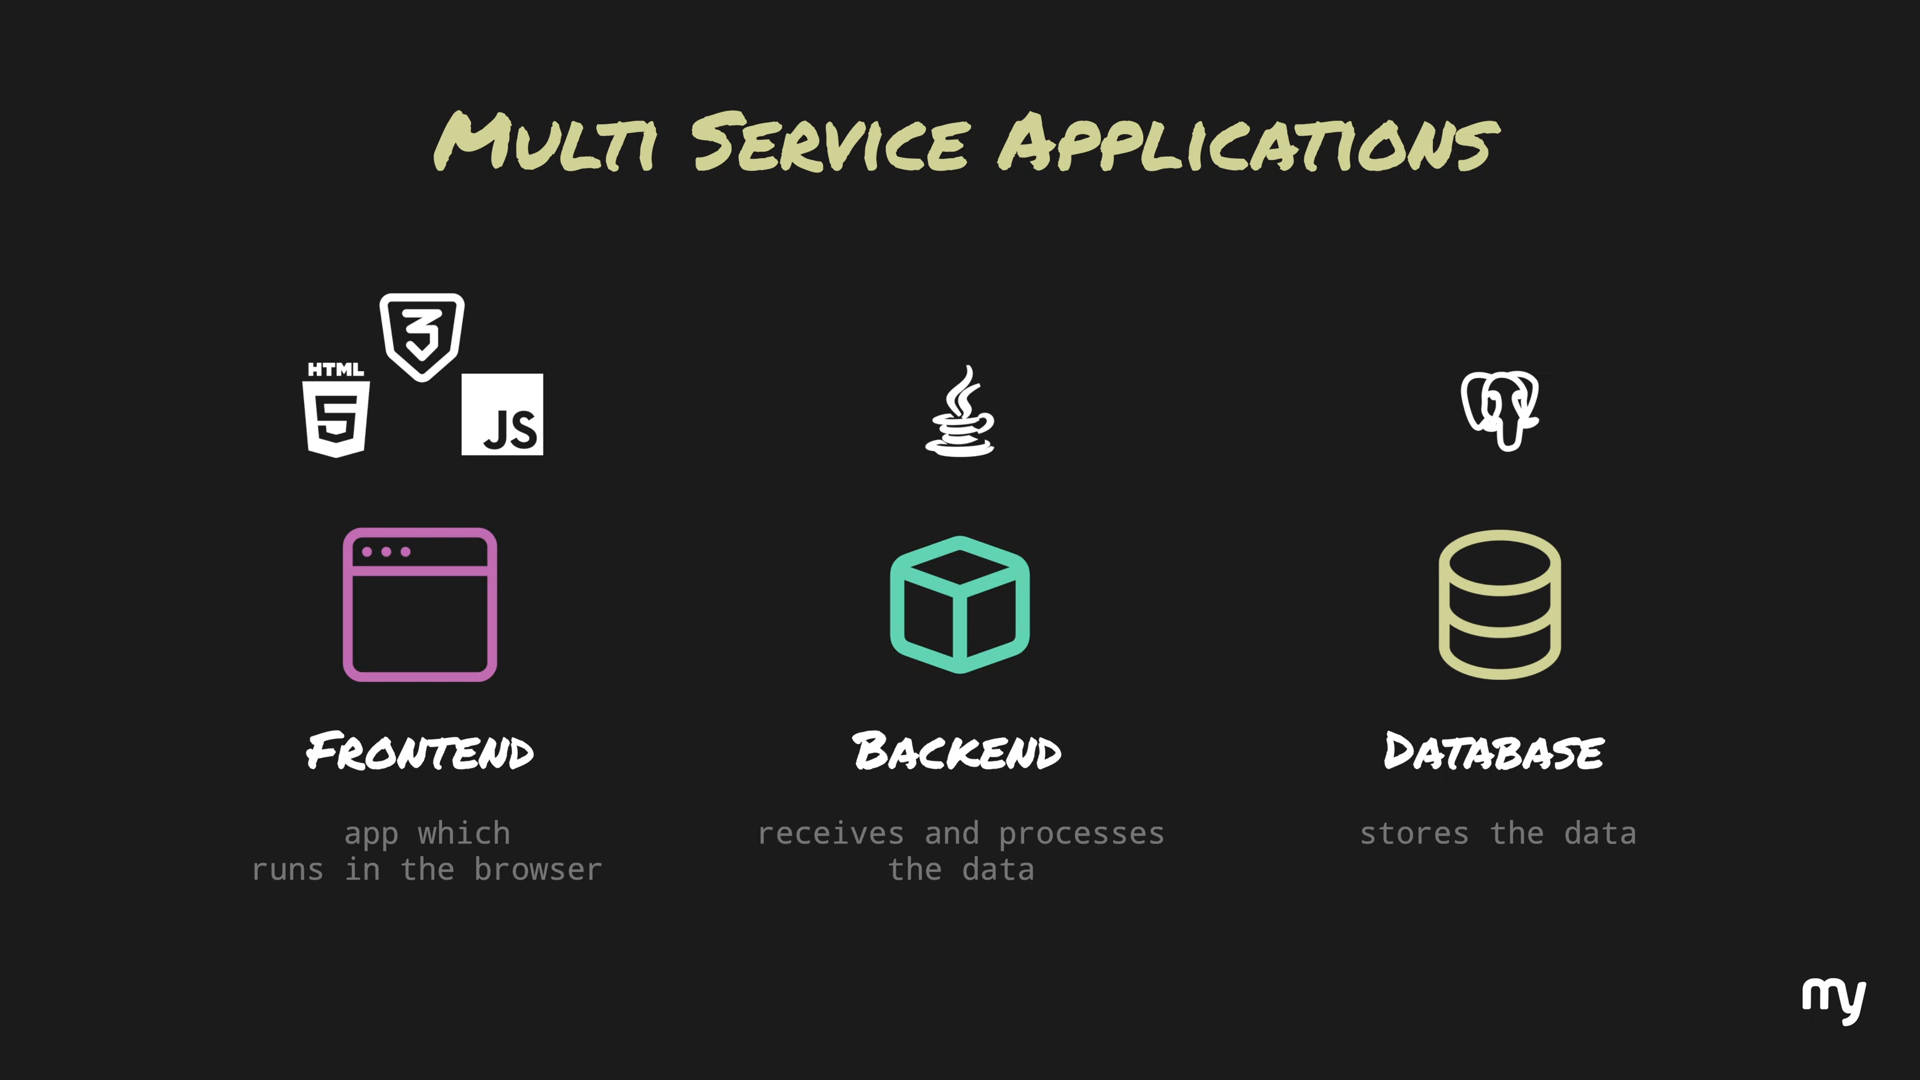 Multi Service Applications
HTML
5
3
JS
Frontend
Backend
Database
app which
runs in the browser
receives and processes
the data
stores the data
my